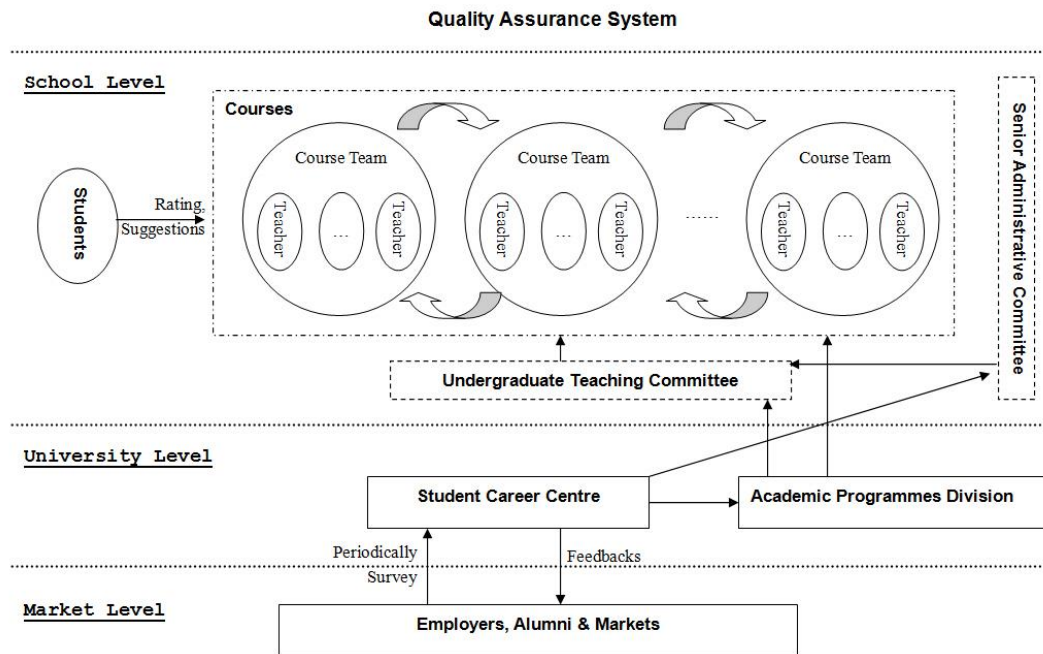 Quality Assurance System
School Level
Courses
Course Team
Teacher
...
Teacher
Course Team
Teacher
...
Teacher
......
Course Team
Teacher
...
Teacher
Students
Rating,
Suggestions
Senior Administrative Committee
Undergraduate Teaching Committee
University Level
Student Career Centre
Academic Programmes Division
Periodically
Survey
Feedbacks
Market Level
Employers, Alumni & Markets